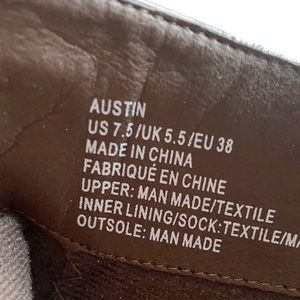 AUSTIN
US 7.5/UK 5.5/EU 38
MADE IN CHINA
FABRIQUÉ EN CHINE
UPPER: MAN MADE/TEXTILE
INNER LINING/SOCK:TEXTILE/MA
OUTSOLE: MAN MADE